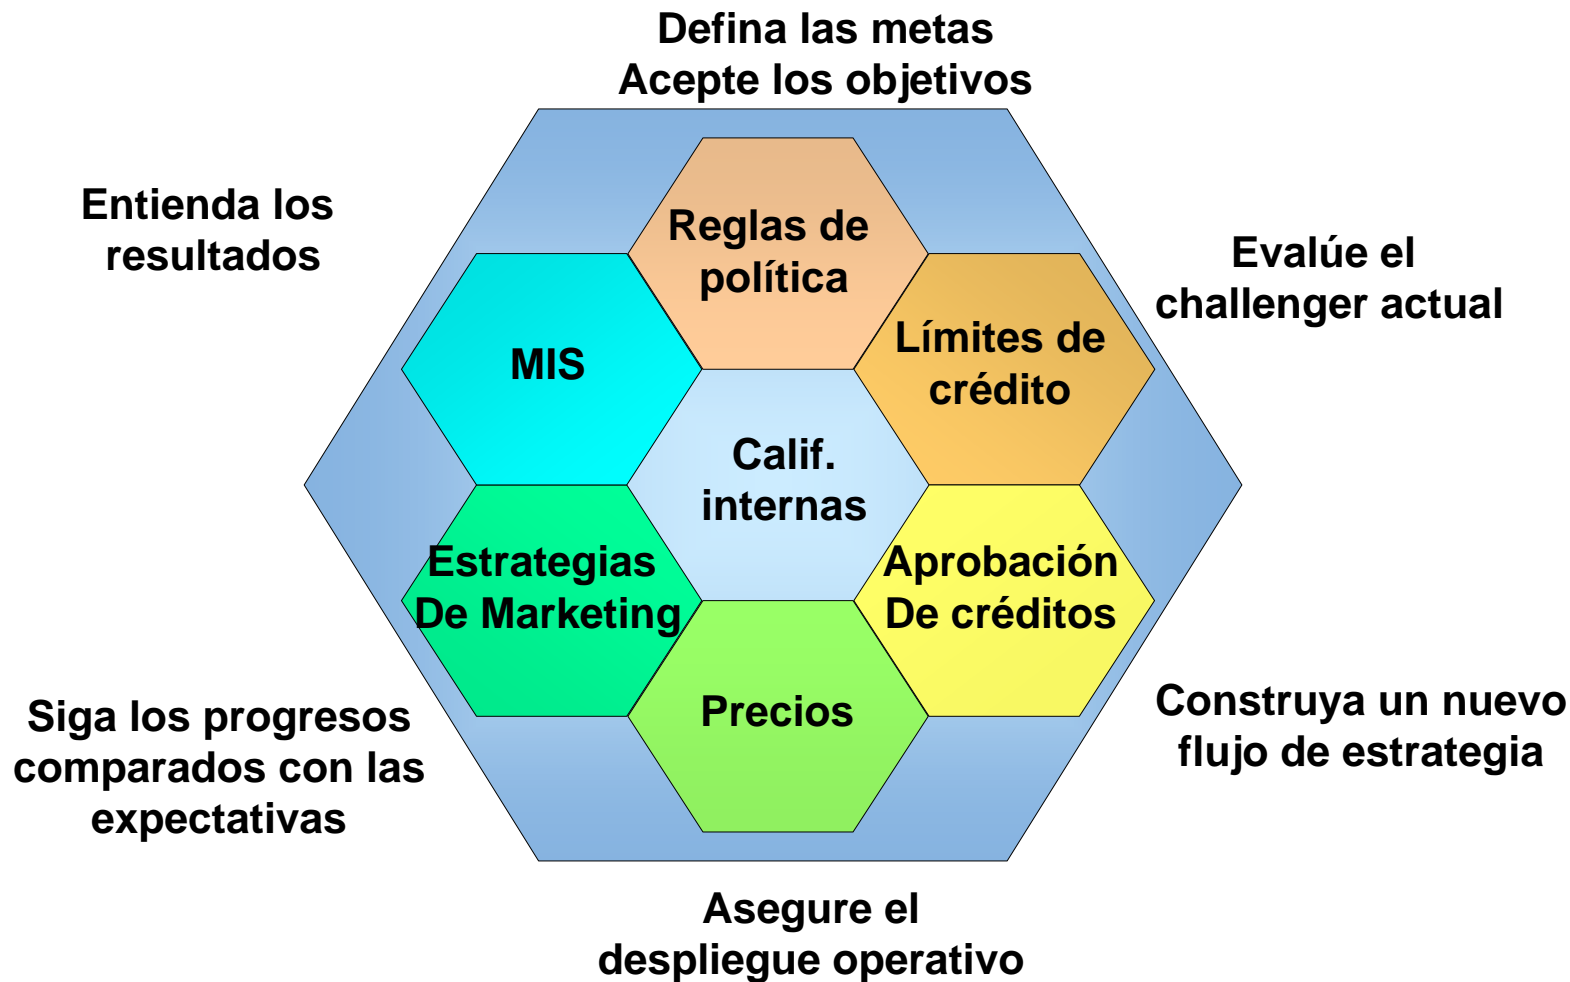 Defina las metas
Acepte los objetivos
Entienda los
resultados
Reglas de
política
Evalúe el
challenger actual
MIS
Límites de
crédito
Calif.
internas
Estrategias
De Marketing
Aprobación
De créditos
Precios
Siga los progresos
comparados con las
expectativas
Construya un nuevo
flujo de estrategia
Asegure el
despliegue operativo